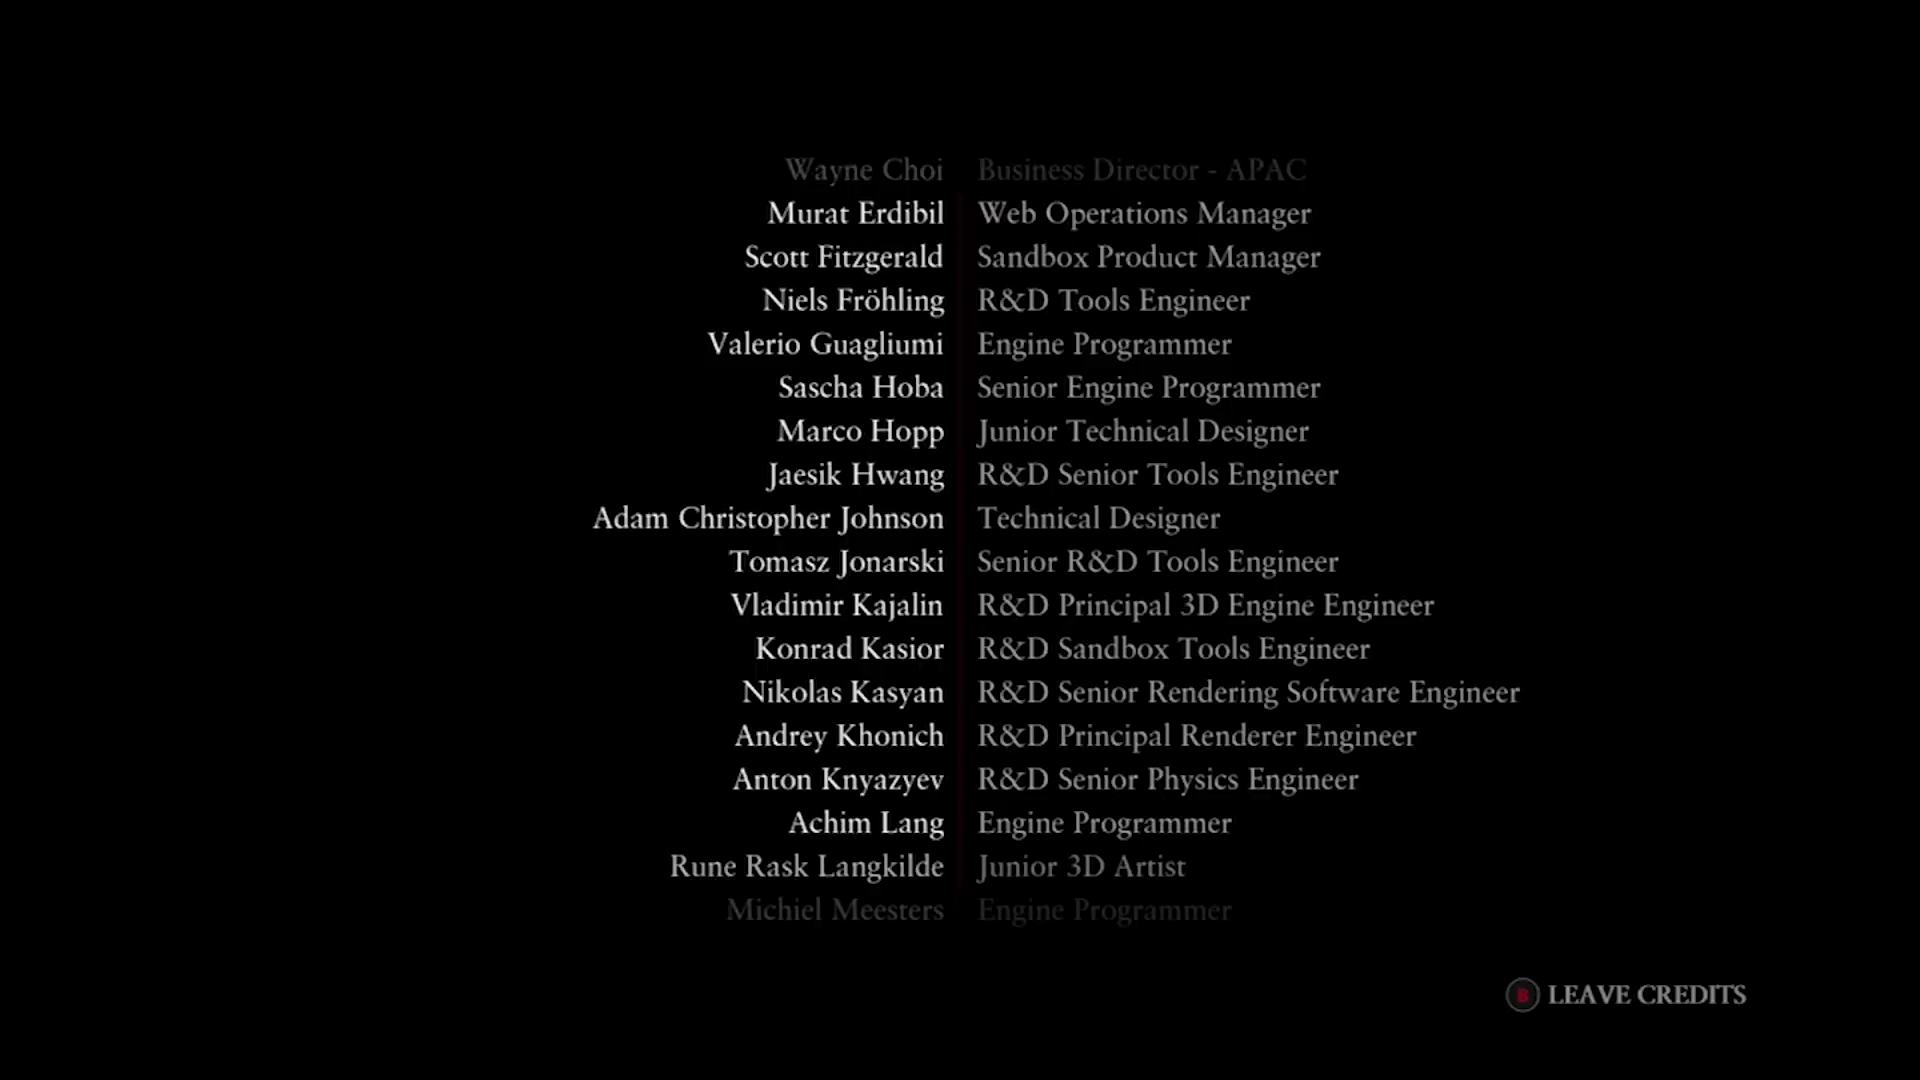 Wayne Choi Business Director - APAC
Murat Erdibil Web Operations Manager
Scott Fitzgerald Sandbox Product Manager
Niels Fröhling R&D Tools Engineer
Valerio Guagliumi Engine Programmer
Sascha Hoba Senior Engine Programmer
Marco Hopp Junior Technical Designer
Jaesik Hwang R&D Senior Tools Engineer
Adam Christopher Johnson Technical Designer
Tomasz Jonarski Senior R&D Tools Engineer
Vladimir Kajalin R&D Principal 3D Engine Engineer
Konrad Kasior R&D Sandbox Tools Engineer
Nikolas Kasyan R&D Senior Rendering Software Engineer
Andrey Khonich R&D Principal Renderer Engineer
Anton Knyazyev R&D Senior Physics Engineer
Achim Lang Engine Programmer
Rune Rask Langkilde Junior 3D Artist
Michiel Meesters Engine Programmer
B LEAVE CREDITS